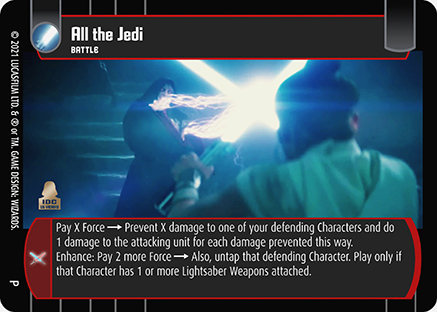 All the Jedi
BATTLE
© 2021 LUCASFILM LTD. & ® or TM. GAME DESIGN: WIZARDS.
IDC
Pay X Force → Prevent X damage to one of your defending Characters and do
1 damage to the attacking unit for each damage prevented this way.
Enhance: Pay 2 more Force → Also, untap that defending Character. Play only if
that Character has 1 or more Lightsaber Weapons attached.
P